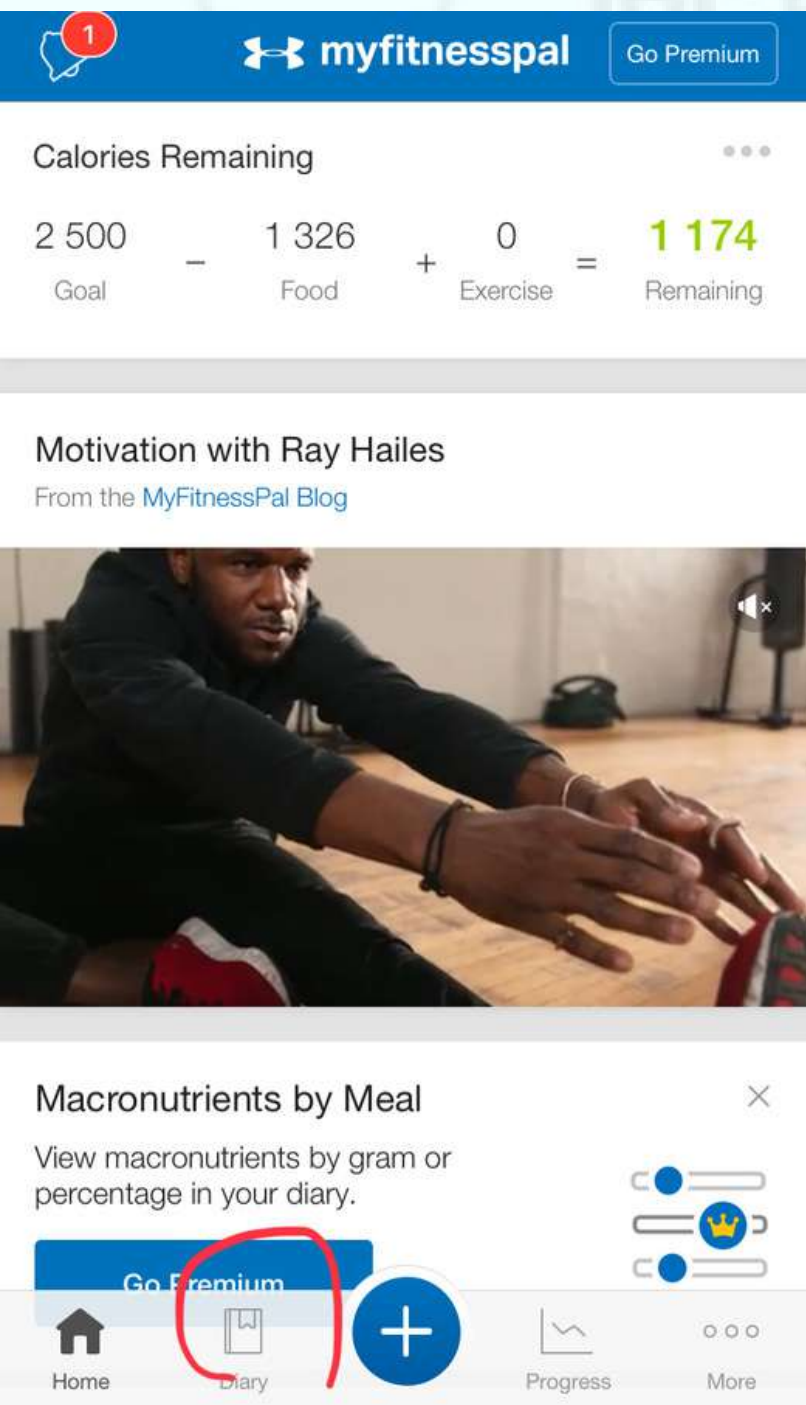 1
myfitnesspal
Go Premium
Calories Remaining
2 500 - 1 326 + 0 = 1 174
Goal Food Exercise Remaining
Motivation with Ray Hailes
From the MyFitnessPal Blog
Macronutrients by Meal
View macronutrients by gram or
percentage in your diary.
Go Premium
Home Diary Progress More